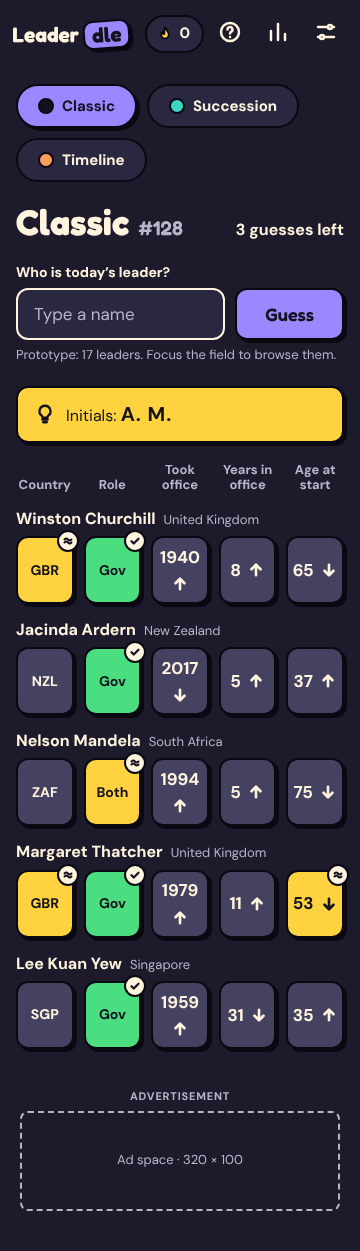 Leader dle 0
Classic Succession
Timeline
Classic #128 3 guesses left
Who is today's leader?
Type a name Guess
Prototype: 17 leaders. Focus the field to browse them.
Initials: A. M.
Country Role Took office Years in office Age at start
Winston Churchill United Kingdom
GBR Gov 1940 ↑ 8 ↑ 65 ↓
Jacinda Ardern New Zealand
NZL Gov 2017 ↓ 5 ↑ 37 ↑
Nelson Mandela South Africa
ZAF Both 1994 ↑ 5 ↑ 75 ↓
Margaret Thatcher United Kingdom
GBR Gov 1979 ↑ 11 ↑ 53 ↓
Lee Kuan Yew Singapore
SGP Gov 1959 ↑ 31 ↓ 35 ↑
ADVERTISEMENT
Ad space · 320 × 100